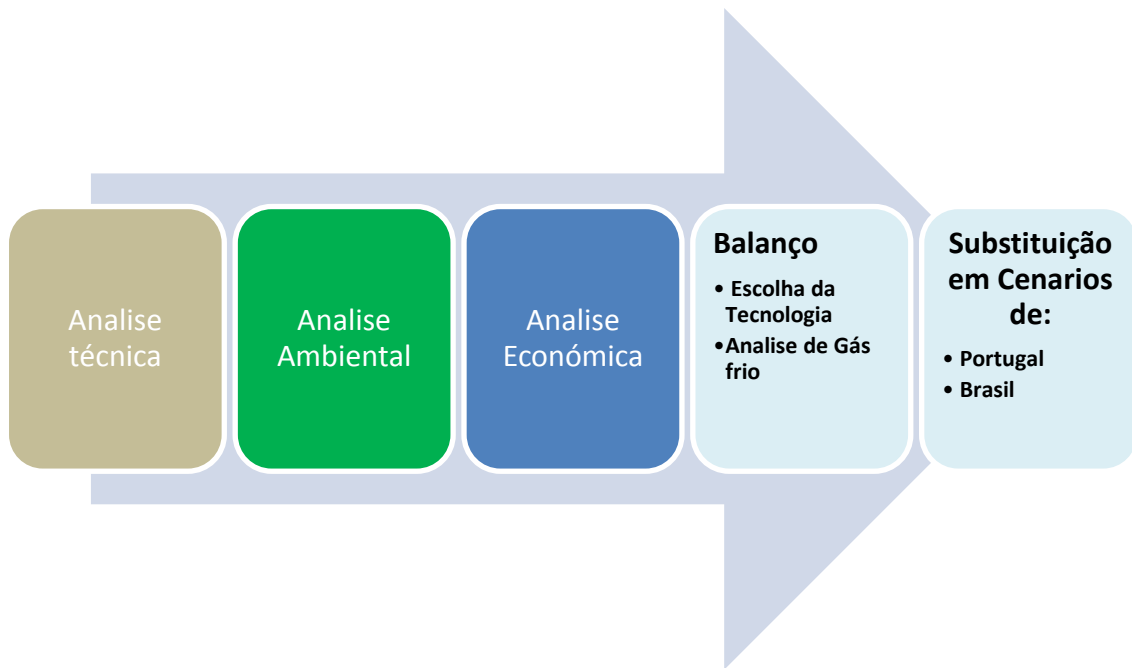 Analise
técnica
Analise
Ambiental
Analise
Económica
Balanço
• Escolha da
Tecnologia
•Analise de Gás
frio
Substituição
em Cenarios
de:
• Portugal
• Brasil